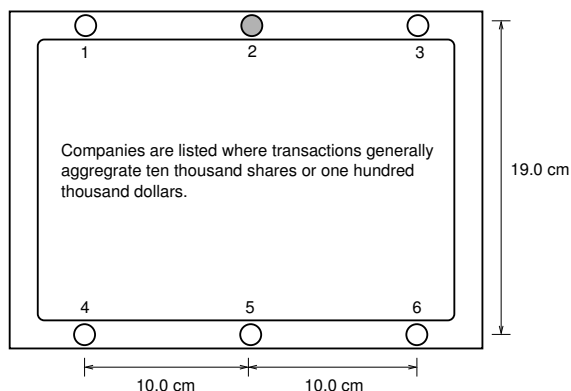 1 2 3
Companies are listed where transactions generally
aggregrate ten thousand shares or one hundred
thousand dollars.
19.0 cm
4 5 6
10.0 cm 10.0 cm